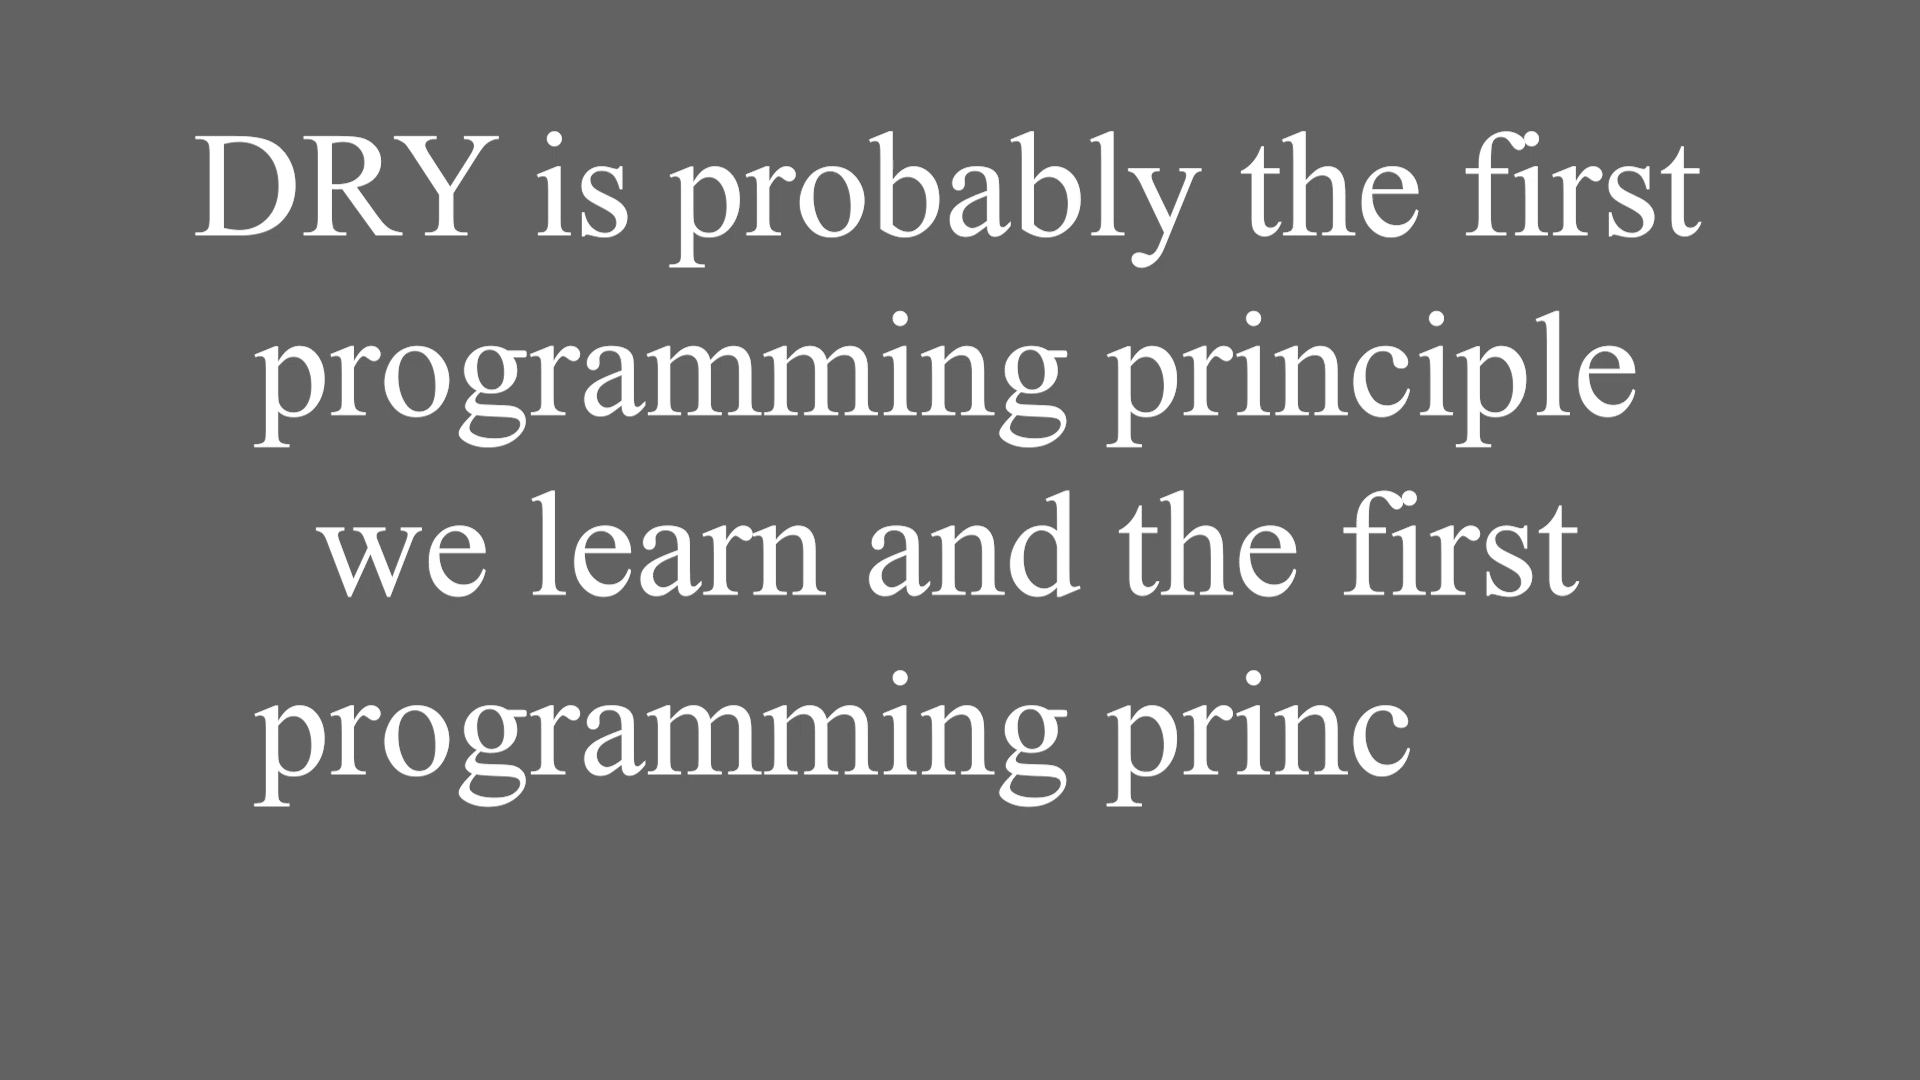 DRY is probably the first
programming principle
we learn and the first
programming princ